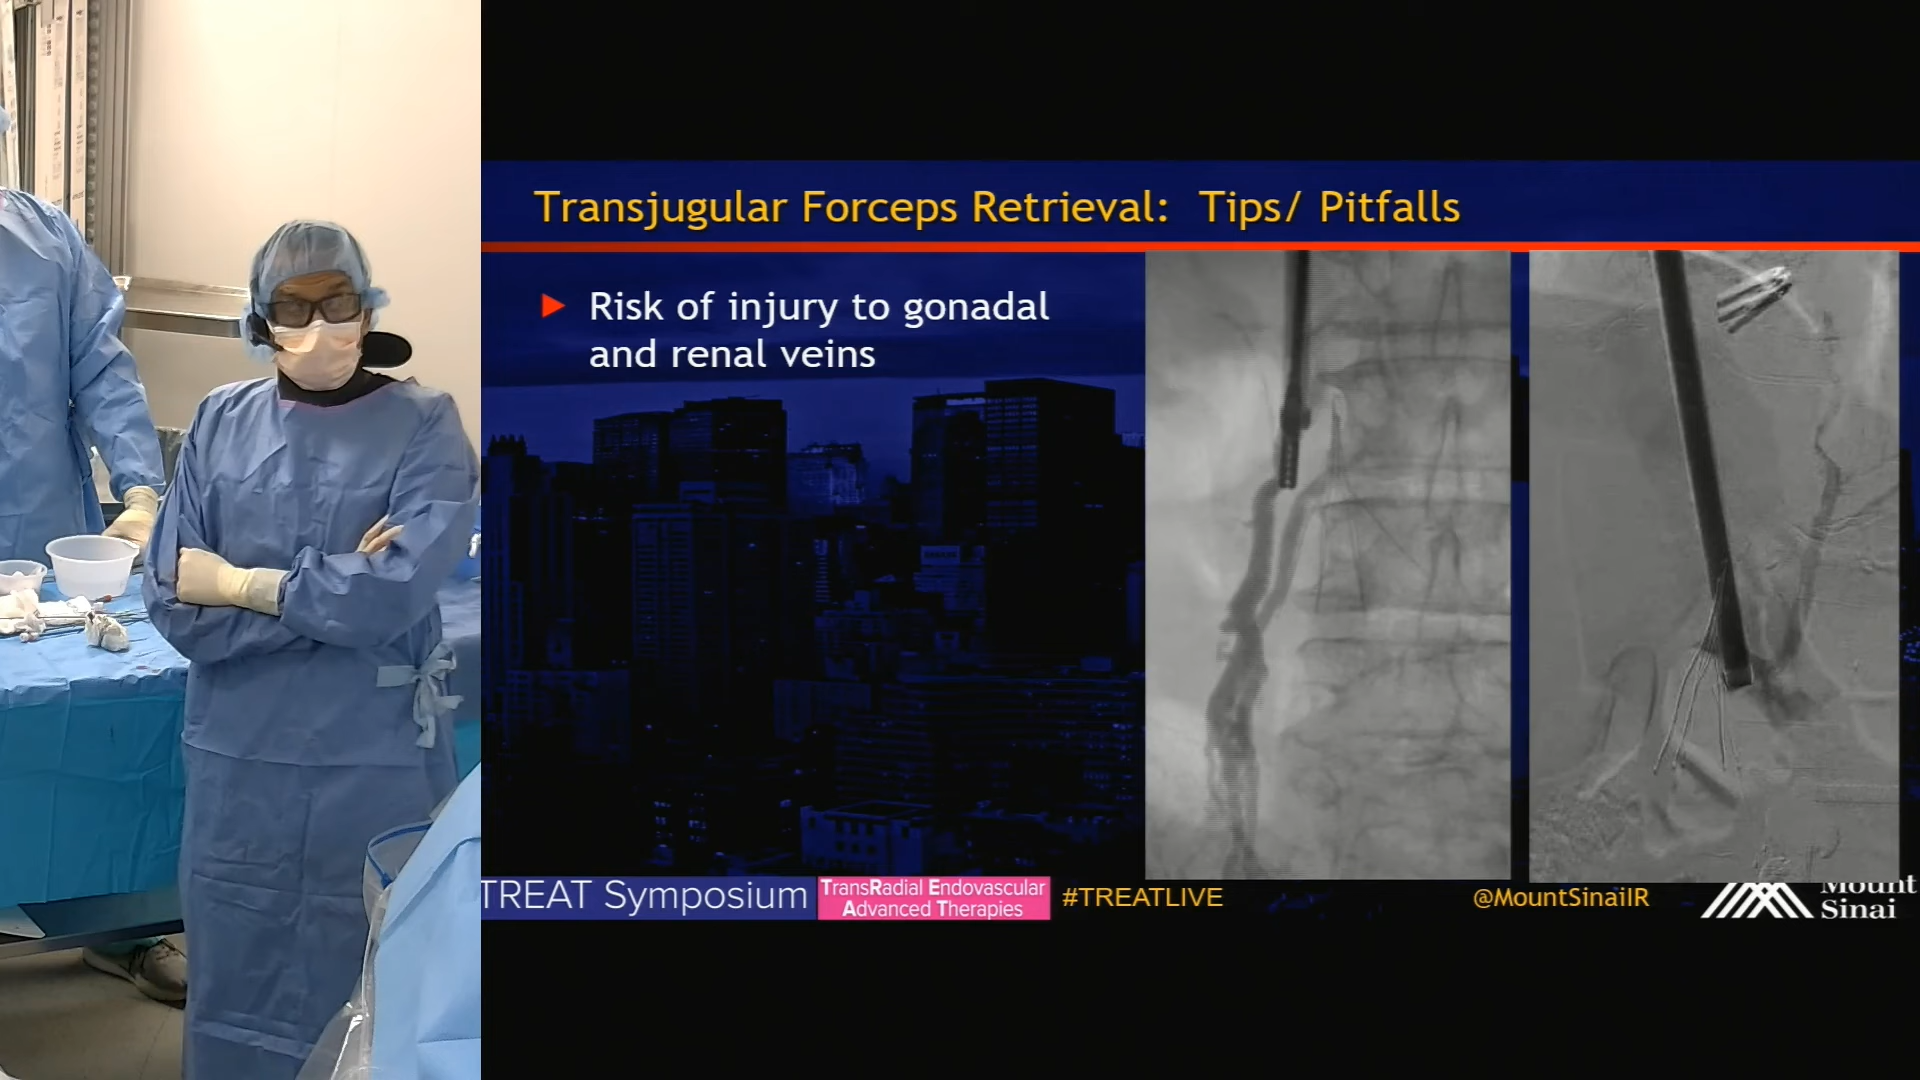 Transjugular Forceps Retrieval: Tips/ Pitfalls
Risk of injury to gonadal
and renal veins
TREAT Symposium
TransRadial Endovascular
Advanced Therapies
#TREATLIVE
@MountSinaiIR
Mount
Sinai